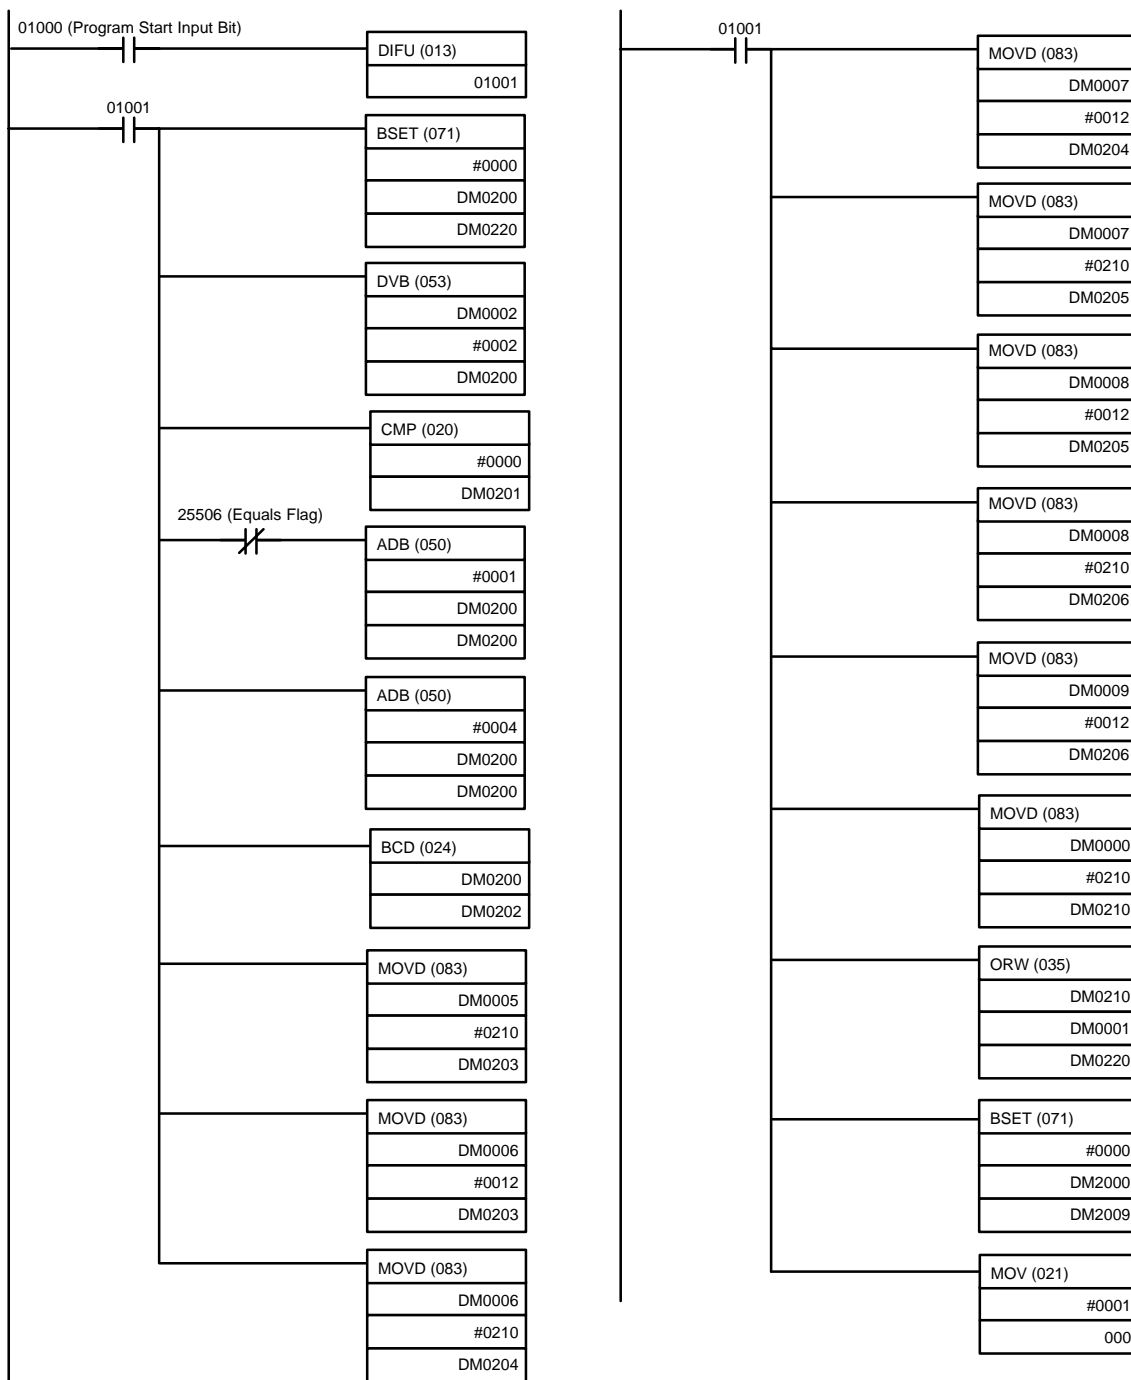 01000 (Program Start Input Bit)
DIFU (013)
01001
01001
BSET (071)
#0000
DM0200
DM0220
DVB (053)
DM0002
#0002
DM0200
CMP (020)
#0000
DM0201
25506 (Equals Flag)
ADB (050)
#0001
DM0200
DM0200
ADB (050)
#0004
DM0200
DM0200
BCD (024)
DM0200
DM0202
MOVD (083)
DM0005
#0210
DM0203
MOVD (083)
DM0006
#0012
DM0203
MOVD (083)
DM0006
#0210
DM0204
01001
MOVD (083)
DM0007
#0012
DM0204
MOVD (083)
DM0007
#0210
DM0205
MOVD (083)
DM0008
#0012
DM0205
MOVD (083)
DM0008
#0210
DM0206
MOVD (083)
DM0009
#0012
DM0206
MOVD (083)
DM0000
#0210
DM0210
ORW (035)
DM0210
DM0001
DM0220
BSET (071)
#0000
DM2000
DM2009
MOV (021)
#0001
000